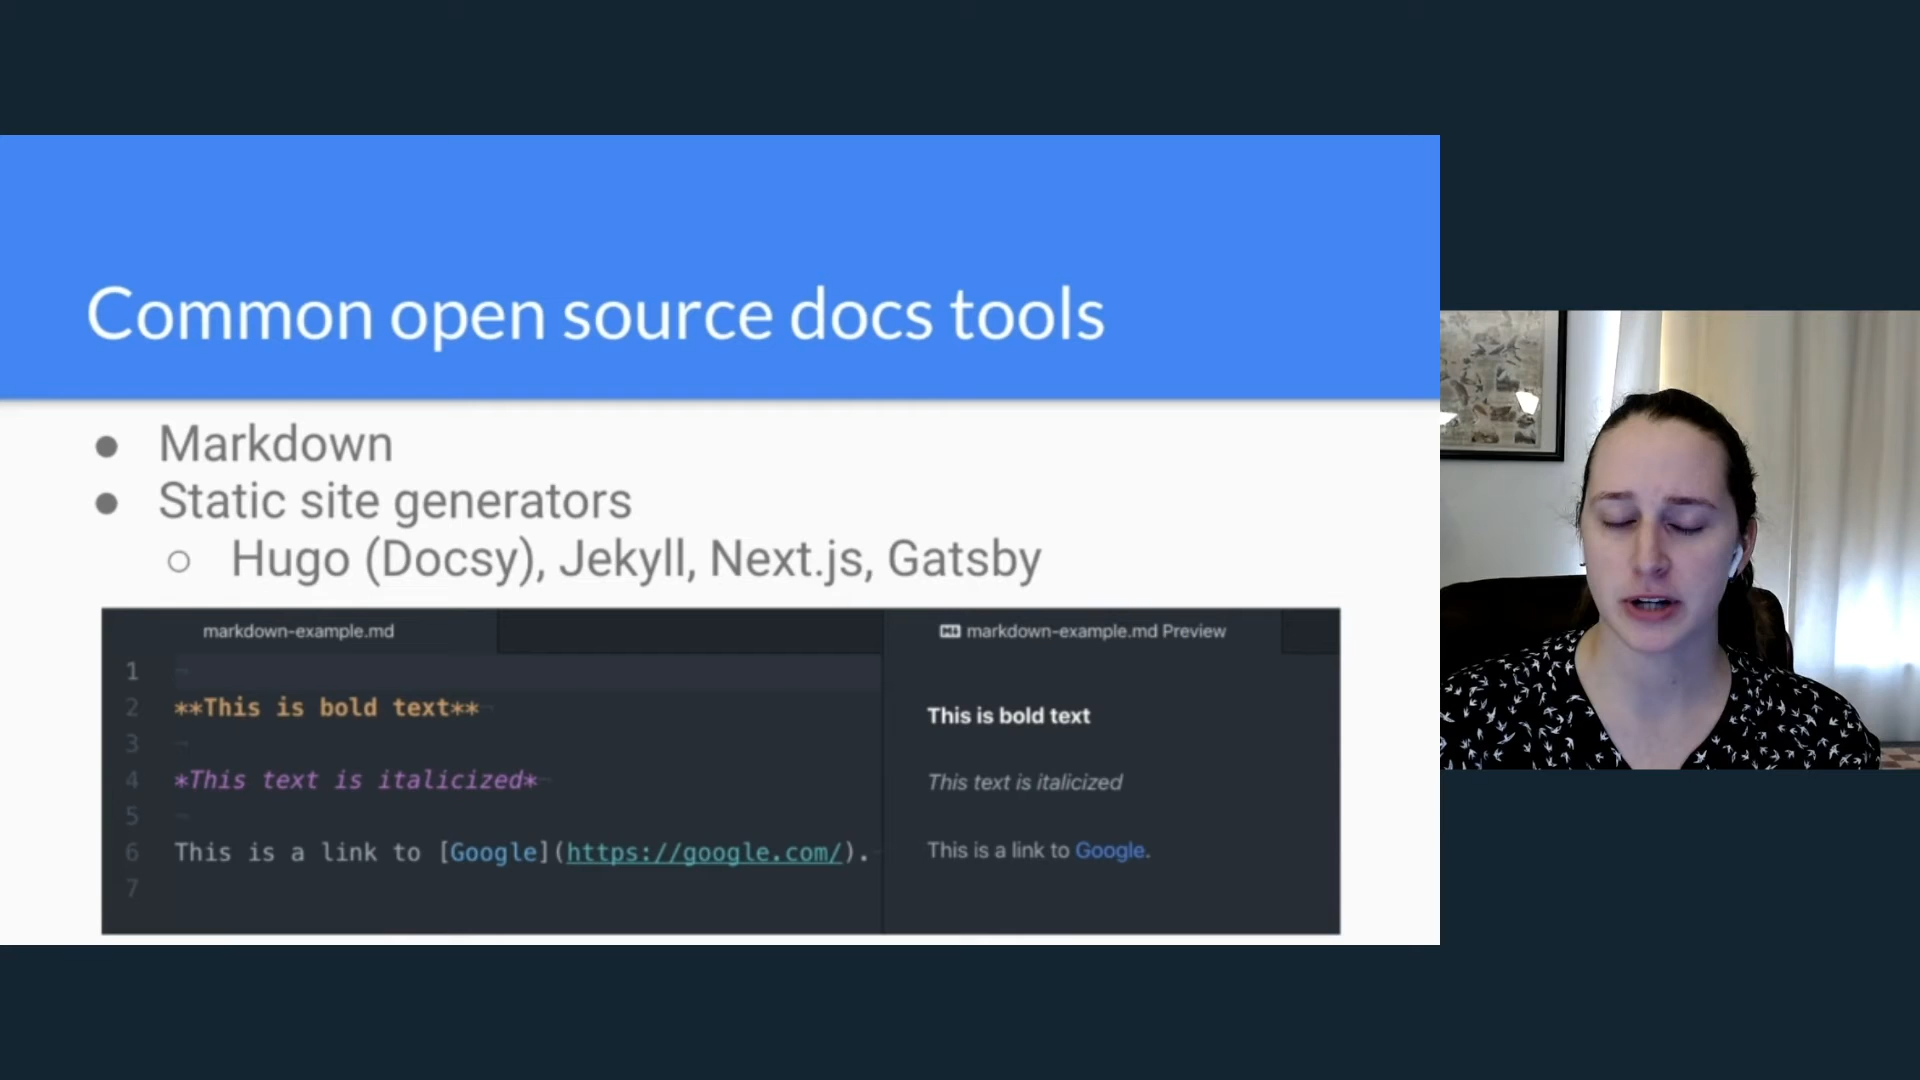 Common open source docs tools
● Markdown
● Static site generators
○ Hugo (Docsy), Jekyll, Next.js, Gatsby
markdown-example.md
markdown-example.md Preview
1
2 **This is bold text**
3
4 *This text is italicized*
5
6 This is a link to [Google](https://google.com/).
7
This is bold text
This text is italicized
This is a link to Google.